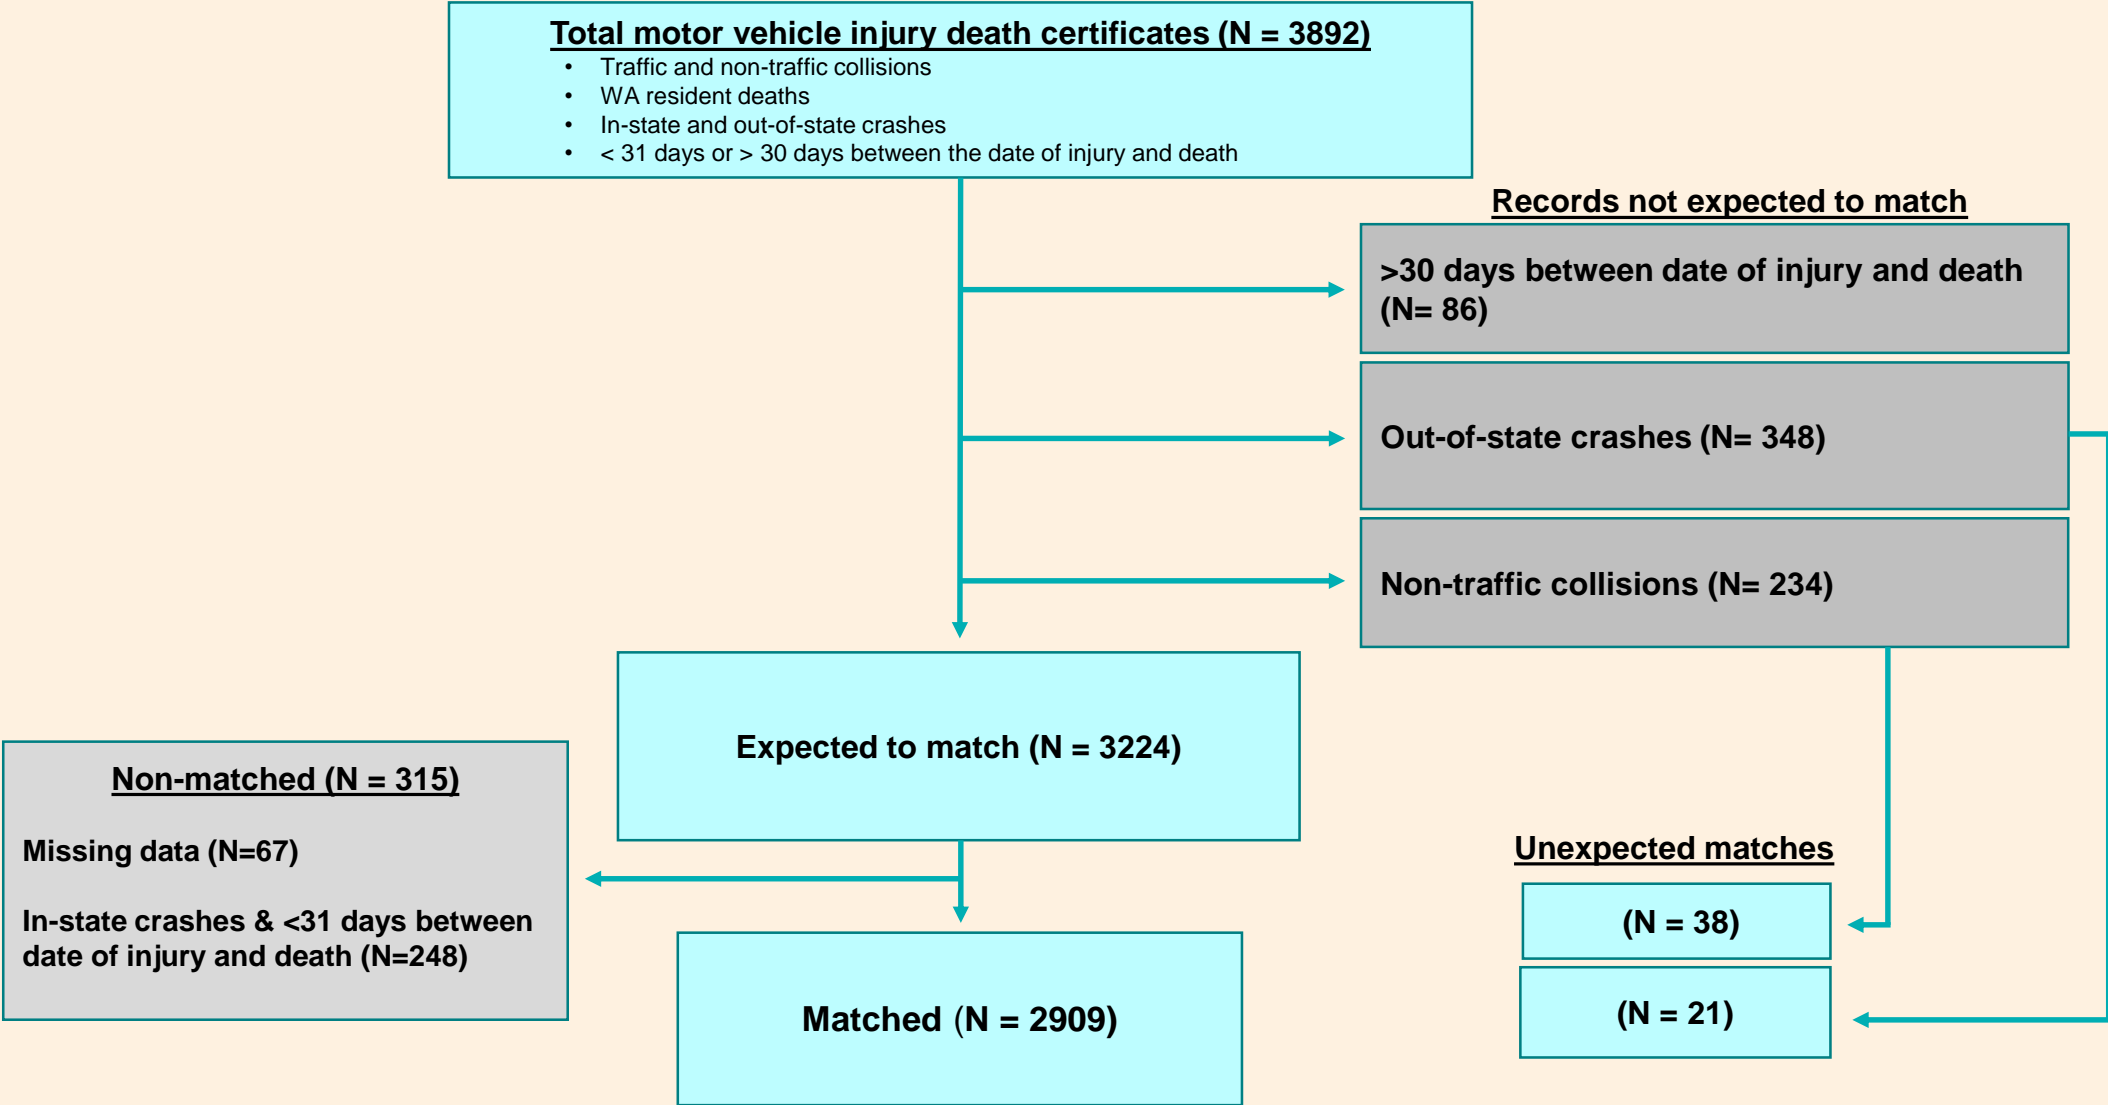 Total motor vehicle injury death certificates (N = 3892)
• Traffic and non-traffic collisions
• WA resident deaths
• In-state and out-of-state crashes
• < 31 days or > 30 days between the date of injury and death
Records not expected to match
>30 days between date of injury and death
(N= 86)
Out-of-state crashes (N= 348)
Non-traffic collisions (N= 234)
Expected to match (N = 3224)
Non-matched (N = 315)
Missing data (N=67)
In-state crashes & <31 days between
date of injury and death (N=248)
Matched (N = 2909)
Unexpected matches
(N = 38)
(N = 21)